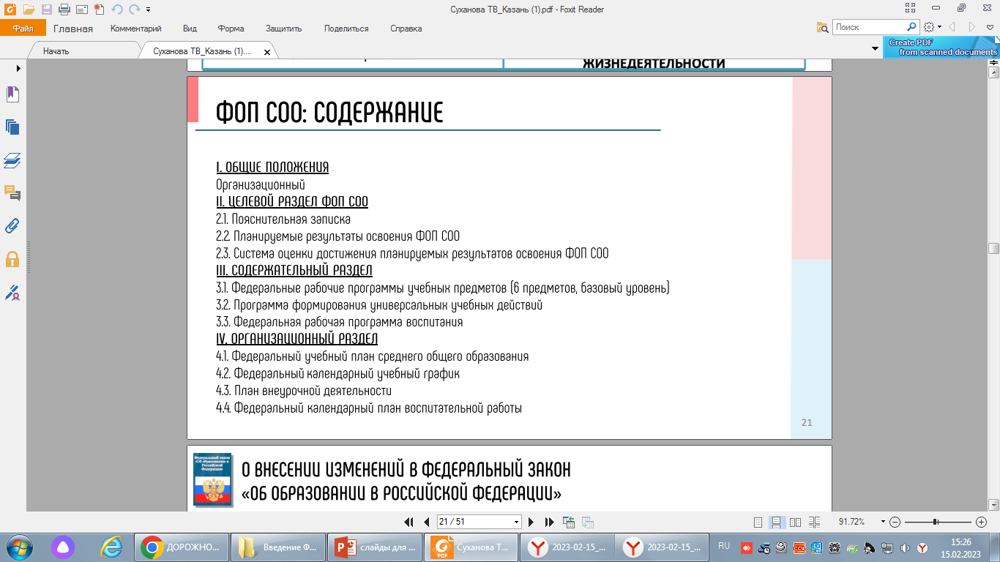 Суханова ТВ_Казань (1).pdf - Foxit Reader
Файл Главная Комментарий Вид Форма Защитить Поделиться Справка Поиск
Начать Суханова ТВ_Казань (1).... Create PDF
from scanned documents
ЖИЗНЕДЕЯТЕЛЬНОСТИ
ФОП СОО: СОДЕРЖАНИЕ
I. ОБЩИЕ ПОЛОЖЕНИЯ
Организационный
II. ЦЕЛЕВОЙ РАЗДЕЛ ФОП СОО
2.1. Пояснительная записка
2.2. Планируемые результаты освоения ФОП СОО
2.3. Система оценки достижения планируемых результатов освоения ФОП СОО
III. СОДЕРЖАТЕЛЬНЫЙ РАЗДЕЛ
3.1. Федеральные рабочие программы учебных предметов (6 предметов, базовый уровень)
3.2. Программа формирования универсальных учебных действий
3.3. Федеральная рабочая программа воспитания
IV. ОРГАНИЗАЦИОННЫЙ РАЗДЕЛ
4.1. Федеральный учебный план среднего общего образования
4.2. Федеральный календарный учебный график
4.3. План внеурочной деятельности
4.4. Федеральный календарный план воспитательной работы
21
Федеральный закон
«Об образовании в
Российской
Федерации»
О ВНЕСЕНИИ ИЗМЕНЕНИЙ В ФЕДЕРАЛЬНЫЙ ЗАКОН
«ОБ ОБРАЗОВАНИИ В РОССИЙСКОЙ ФЕДЕРАЦИИ»
21 / 51 91.72%
ДОРОЖНО... Введение Ф... слайды для ... Суханова Т... 2023-02-15_... 2023-02-15_... RU 15:26
15.02.2023